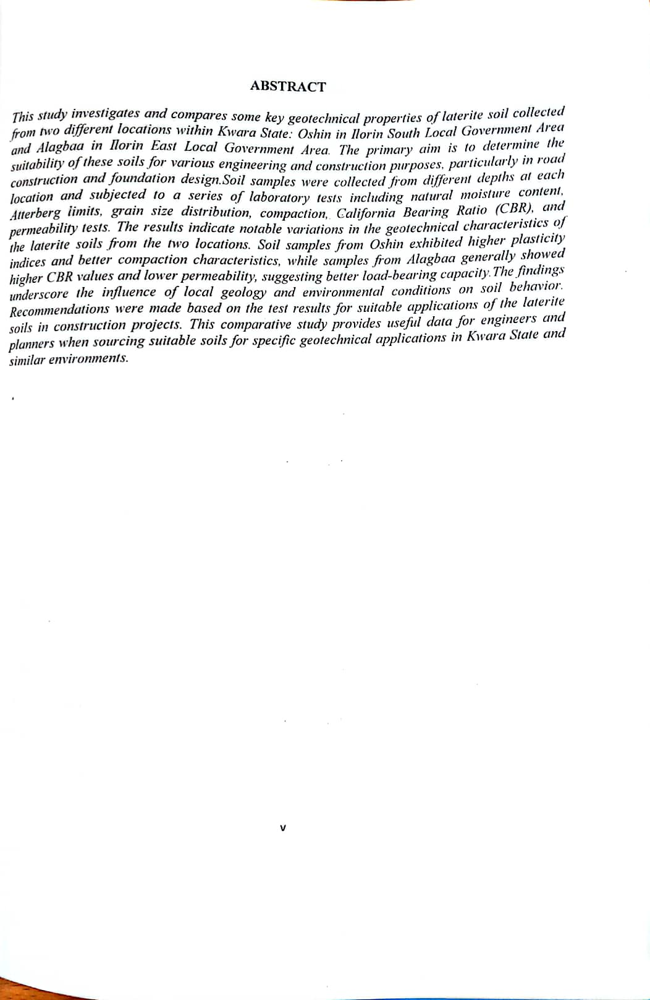 ABSTRACT
This study investigates and compares some key geotechnical properties of laterite soil collected
from two different locations within Kwara State: Oshin in Ilorin South Local Government Area
and Alagbaa in Ilorin East Local Government Area. The primary aim is to determine the
suitability of these soils for various engineering and construction purposes, particularly in road
construction and foundation design.Soil samples were collected from different depths at each
location and subjected to a series of laboratory tests including natural moisture content,
Atterberg limits, grain size distribution, compaction, California Bearing Ratio (CBR), and
permeability tests. The results indicate notable variations in the geotechnical characteristics of
the laterite soils from the two locations. Soil samples from Oshin exhibited higher plasticity
indices and better compaction characteristics, while samples from Alagbaa generally showed
higher CBR values and lower permeability, suggesting better load-bearing capacity.The findings
underscore the influence of local geology and environmental conditions on soil behavior.
Recommendations were made based on the test results for suitable applications of the laterite
soils in construction projects. This comparative study provides useful data for engineers and
planners when sourcing suitable soils for specific geotechnical applications in Kwara State and
similar environments.
v